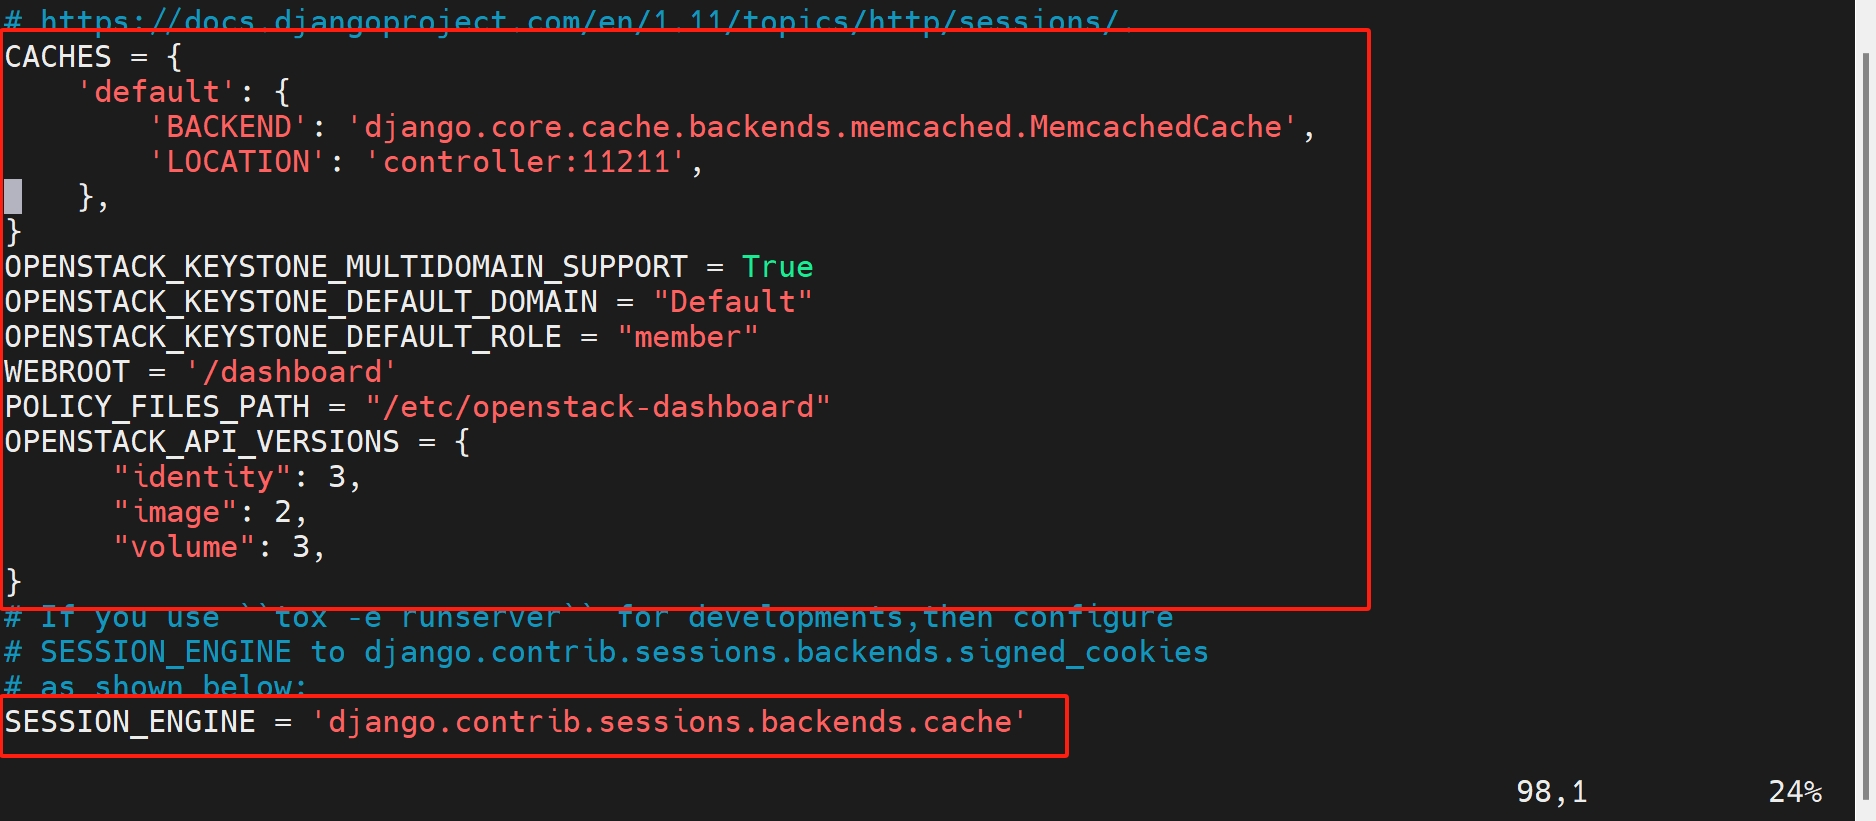 # https://docs.djangoproject.com/en/1.11/topics/http/sessions/.
CACHES = {
    'default': {
        'BACKEND': 'django.core.cache.backends.memcached.MemcachedCache',
        'LOCATION': 'controller:11211',
    },
}
OPENSTACK_KEYSTONE_MULTIDOMAIN_SUPPORT = True
OPENSTACK_KEYSTONE_DEFAULT_DOMAIN = "Default"
OPENSTACK_KEYSTONE_DEFAULT_ROLE = "member"
WEBROOT = '/dashboard'
POLICY_FILES_PATH = "/etc/openstack-dashboard"
OPENSTACK_API_VERSIONS = {
      "identity": 3,
      "image": 2,
      "volume": 3,
}
# If you use ``tox -e runserver`` for developments,then configure
# SESSION_ENGINE to django.contrib.sessions.backends.signed_cookies
# as shown below:
SESSION_ENGINE = 'django.contrib.sessions.backends.cache'
98,1 24%